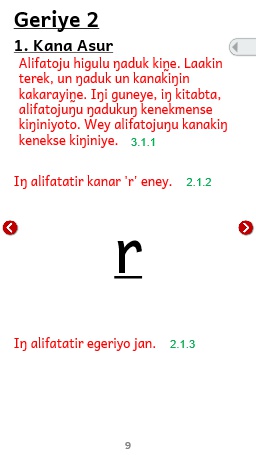 Geriye 2
1. Kana Asur
Alifatoju higulu ŋaduk kiṉe. Laakin
terek, un ŋaduk un kanakiŋin
kakarayiṉe. Iŋi guneye, iŋ kitabta,
alifatojuŋu ŋadukuŋ kenekmense
kiŋiniyoto. Wey alifatojuŋu kanakiŋ
kenekse kiŋiniye. 3.1.1
Iŋ alifatatir kanar 'r' eney. 2.1.2
r
Iŋ alifatatir egeriyo jan. 2.1.3
9